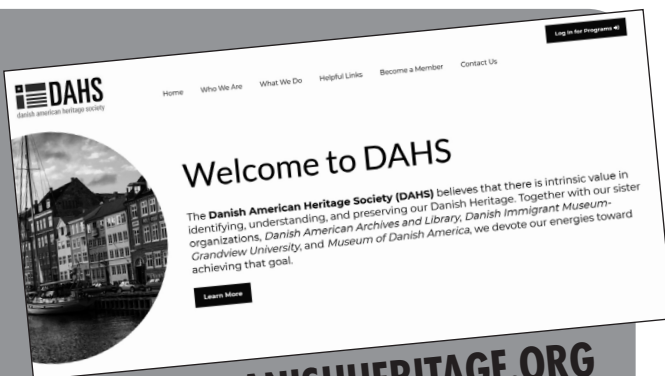 Log in for Programs
DAHS
danish american heritage society
Home Who We Are What We Do Helpful Links Become a Member Contact Us
Welcome to DAHS
The Danish American Heritage Society (DAHS) believes that there is intrinsic value in
identifying, understanding, and preserving our Danish Heritage. Together with our sister
organizations, Danish American Archives and Library, Danish Immigrant Museum-
Grandview University, and Museum of Danish America, we devote our energies toward
achieving that goal.
Learn More